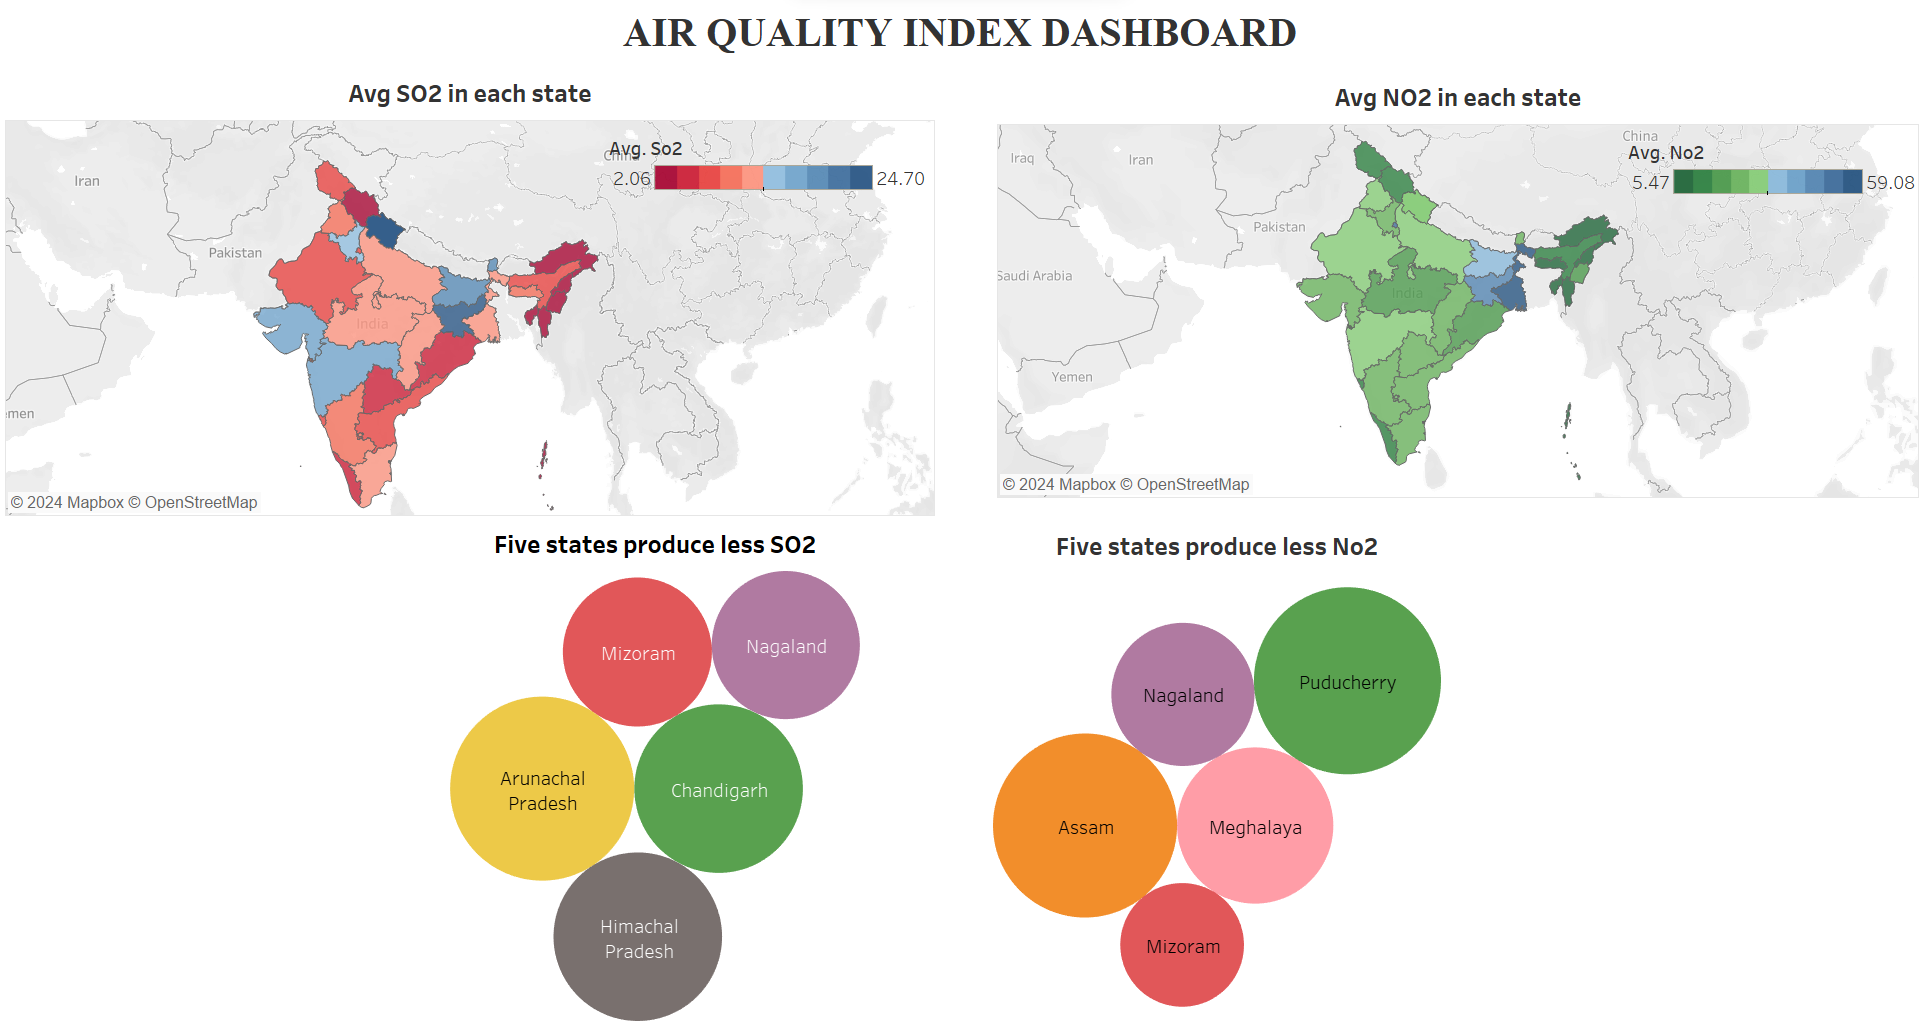 AIR QUALITY INDEX DASHBOARD
Avg SO2 in each state
Avg. So2
China
2.06
24.70
Iran
Pakistan
India
emen
© 2024 Mapbox © OpenStreetMap
Avg NO2 in each state
China
Avg. No2
5.47
59.08
Iraq
Iran
Pakistan
Saudi Arabia
India
Yemen
© 2024 Mapbox © OpenStreetMap
Five states produce less SO2
Mizoram
Nagaland
Arunachal
Pradesh
Chandigarh
Himachal
Pradesh
Five states produce less No2
Nagaland
Puducherry
Assam
Meghalaya
Mizoram